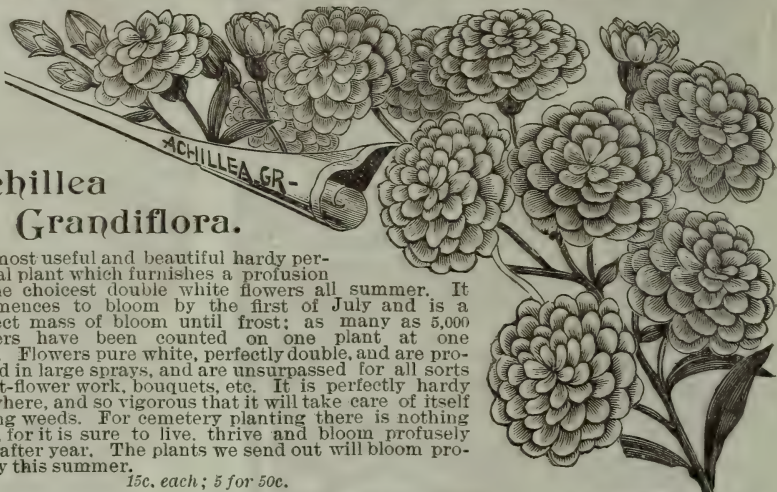 ACHILLEA.GR-
chillea
Grandiflora.
most useful and beautiful hardy per-
al plant which furnishes a profusion
e choicest double white flowers all summer. It
mences to bloom by the first of July and is a
ect mass of bloom until frost; as many as 5,000
ers have been counted on one plant at one
. Flowers pure white, perfectly double, and are pro-
d in large sprays, and are unsurpassed for all sorts
t-flower work, bouquets, etc. It is perfectly hardy
where, and so vigorous that it will take care of itself
ng weeds. For cemetery planting there is nothing
, for it is sure to live, thrive and bloom profusely
after year. The plants we send out will bloom pro-
y this summer.
15c. each; 5 for 50c.